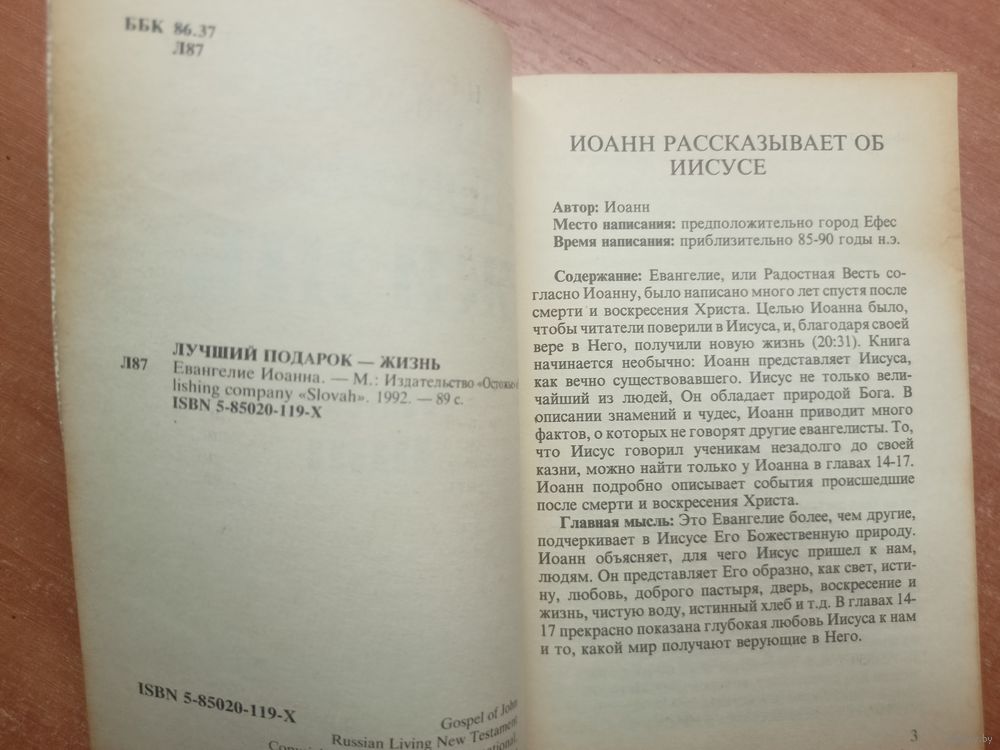 ББК 86.37
Л87
ЛУЧШИЙ ПОДАРОК — ЖИЗНЬ
Л87 Евангелие Иоанна. — М.: Издательство «Остожье
lishing company «Slovah». 1992. — 89 с.
ISBN 5-85020-119-X
ISBN 5-85020-119-X
Gospel of John
Russian Living New Testament
ИОАНН РАССКАЗЫВАЕТ ОБ
ИИСУСЕ
Автор: Иоанн
Место написания: предположительно город Ефес
Время написания: приблизительно 85-90 годы н.э.
Содержание: Евангелие, или Радостная Весть со-
гласно Иоанну, было написано много лет спустя после
смерти и воскресения Христа. Целью Иоанна было,
чтобы читатели поверили в Иисуса, и, благодаря своей
вере в Него, получили новую жизнь (20:31). Книга
начинается необычно: Иоанн представляет Иисуса,
как вечно существовавшего. Иисус не только вели-
чайший из людей, Он обладает природой Бога. В
описании знамений и чудес, Иоанн приводит много
фактов, о которых не говорят другие евангелисты. То,
что Иисус говорил ученикам незадолго до своей
казни, можно найти только у Иоанна в главах 14-17.
Иоанн подробно описывает события происшедшие
после смерти и воскресения Христа.
Главная мысль: Это Евангелие более, чем другие,
подчеркивает в Иисусе Его Божественную природу.
Иоанн объясняет, для чего Иисус пришел к нам,
людям. Он представляет Его образно, как свет, исти-
ну, любовь, доброго пастыря, дверь, воскресение и
жизнь, чистую воду, истинный хлеб и т.д. В главах 14-
17 прекрасно показана глубокая любовь Иисуса к нам
и то, какой мир получают верующие в Него.
3